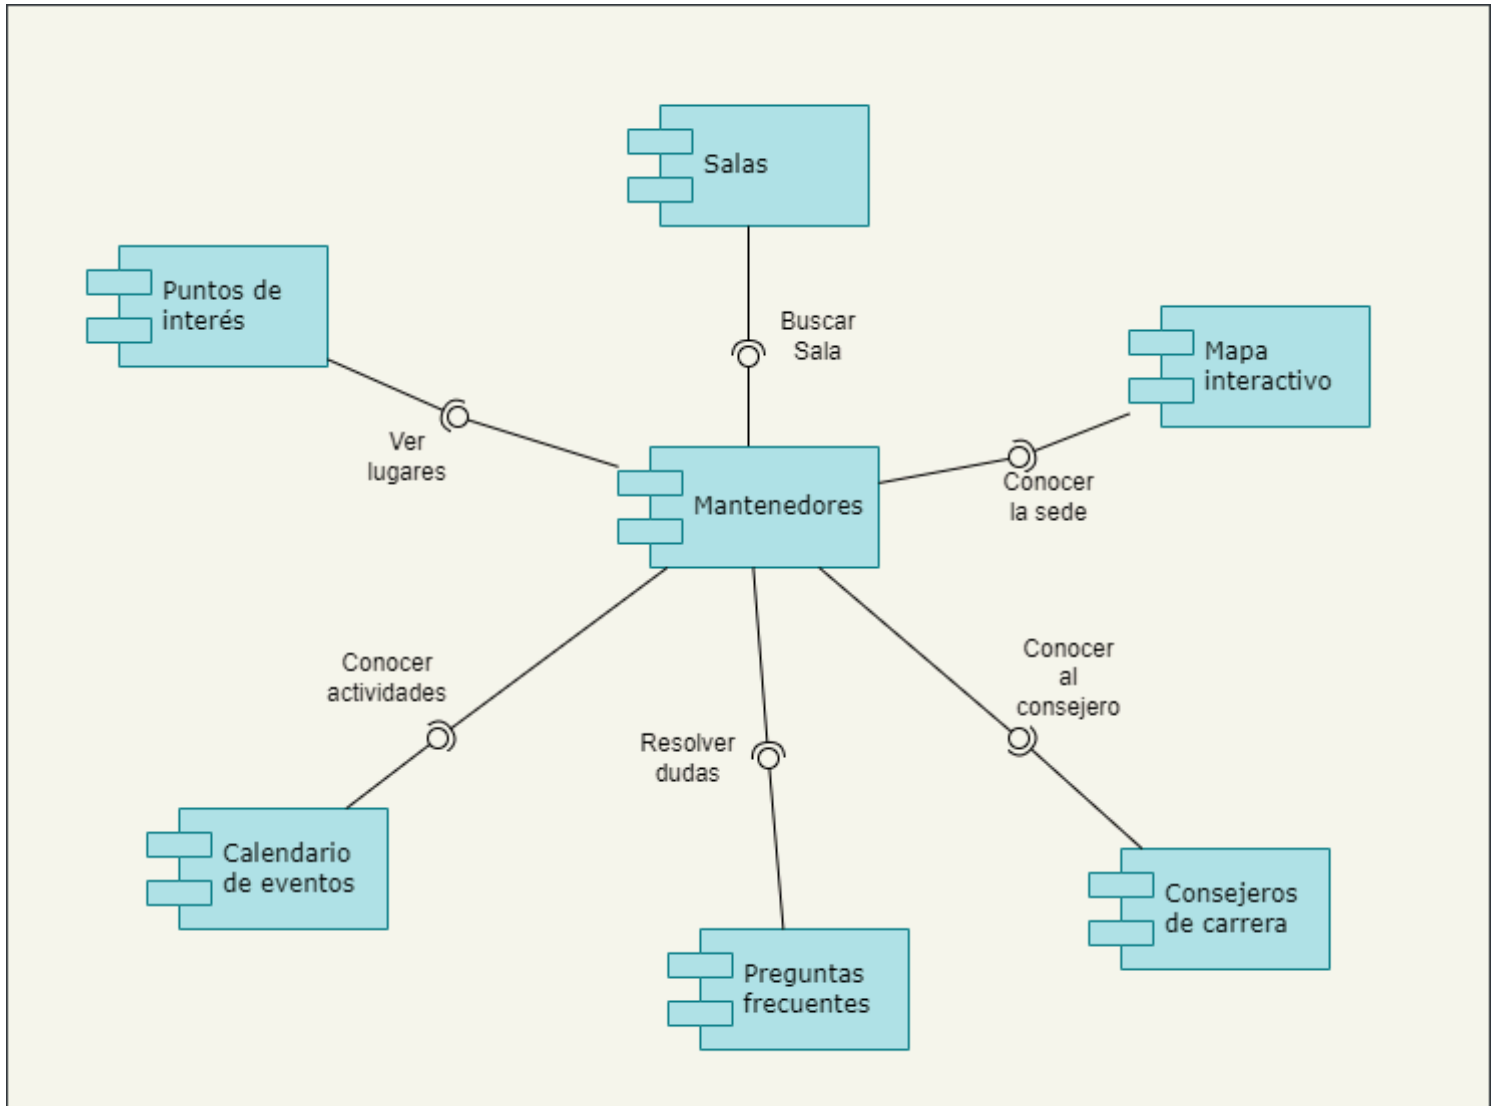 Salas
Puntos de
interés
Buscar
Sala
Mapa
interactivo
Ver
lugares
Mantenedores
Conocer
la sede
Conocer
actividades
Conocer
al
consejero
Resolver
dudas
Calendario
de eventos
Consejeros
de carrera
Preguntas
frecuentes